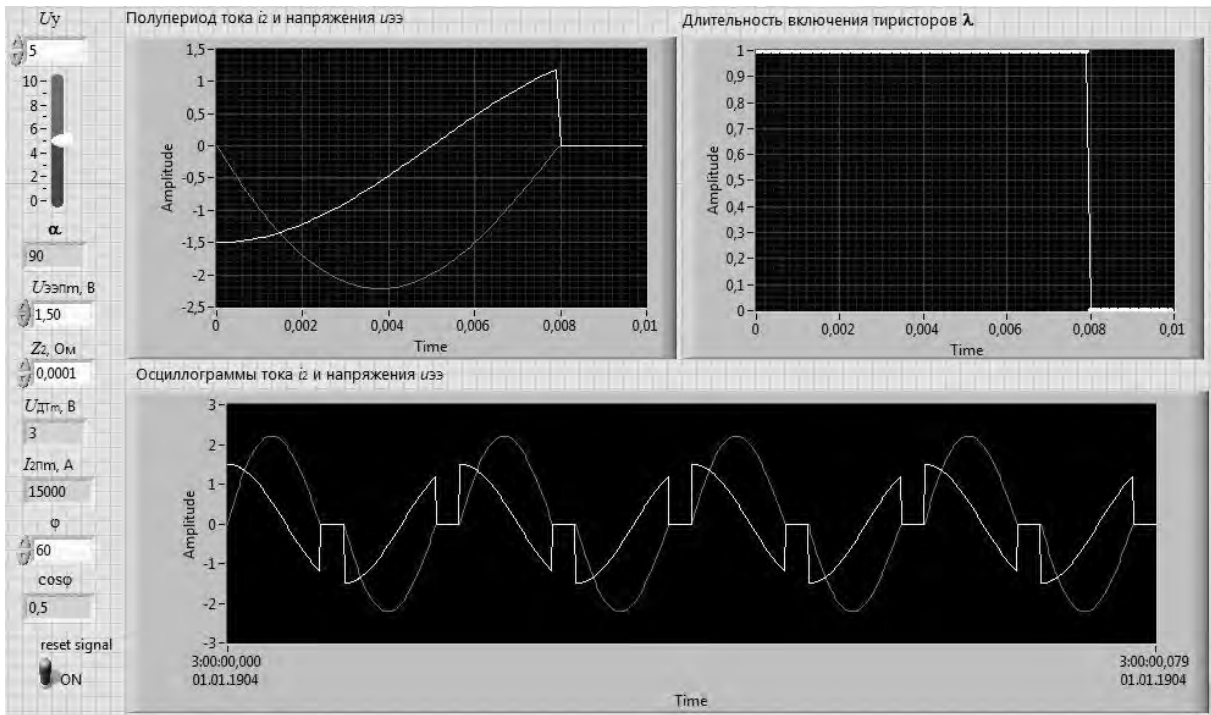 Uу
5
10
8
6
4
2
0
α
90
Uээпm, В
1,50
Z2, Ом
0,0001
Uдтm, В
3
I2пm, А
15000
φ
60
cosφ
0,5
reset signal
ON
Полупериод тока i2 и напряжения uээ
Amplitude
1,5
1
0,5
0
-0,5
-1
-1,5
-2
-2,5
0 0,002 0,004 0,006 0,008 0,01
Time
Длительность включения тиристоров λ
Amplitude
1
0,9
0,8
0,7
0,6
0,5
0,4
0,3
0,2
0,1
0
0 0,002 0,004 0,006 0,008 0,01
Time
Осциллограммы тока i2 и напряжения uээ
Amplitude
3
2
1
0
-1
-2
-3
3:00:00,000
01.01.1904
3:00:00,079
01.01.1904
Time